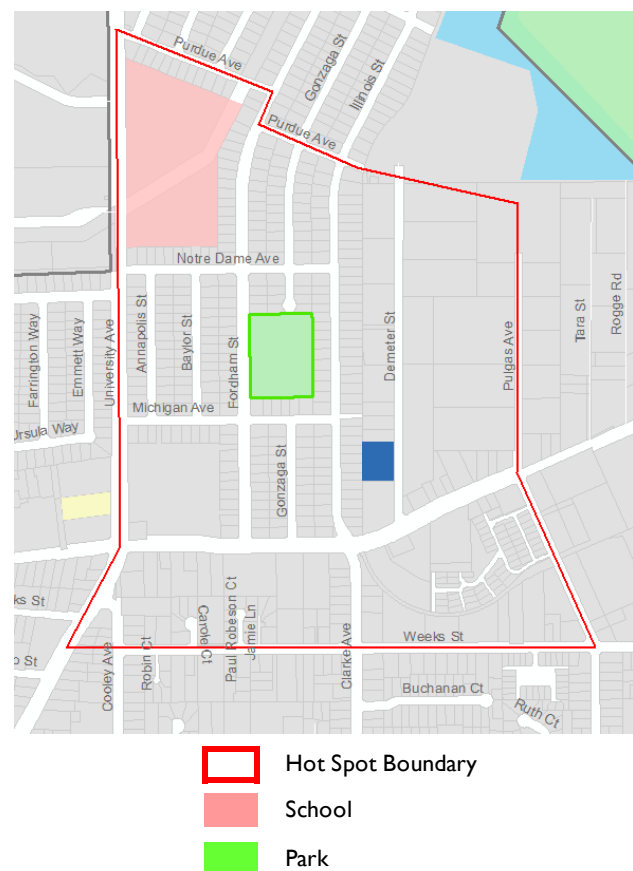 Purdue Ave
Gonzaga St
Illinois St
Purdue Ave
Notre Dame Ave
Farrington Way
Emmett Way
University Ave
Annapolis St
Baylor St
Fordham St
Demeter St
Pulgas Ave
Tara St
Rogge Rd
Michigan Ave
Ursula Way
Gonzaga St
ks St
o St
Cooley Ave
Robin Ct
Carole Ct
Paul Robeson Ct
Jaimie Ln
Clarke Ave
Weeks St
Buchanan Ct
Ruth Ct
Hot Spot Boundary
School
Park